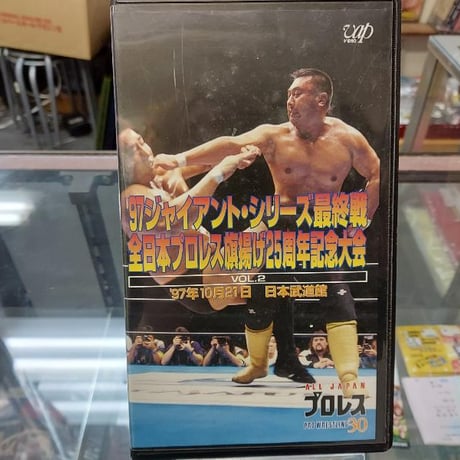 vap
VIDEO
'97ジャイアント・シリーズ最終戦
全日本プロレス旗揚げ25周年記念大会
VOL.2
'97年10月21日 日本武道館
ALL JAPAN
プロレス
PRO WRESTLING 30